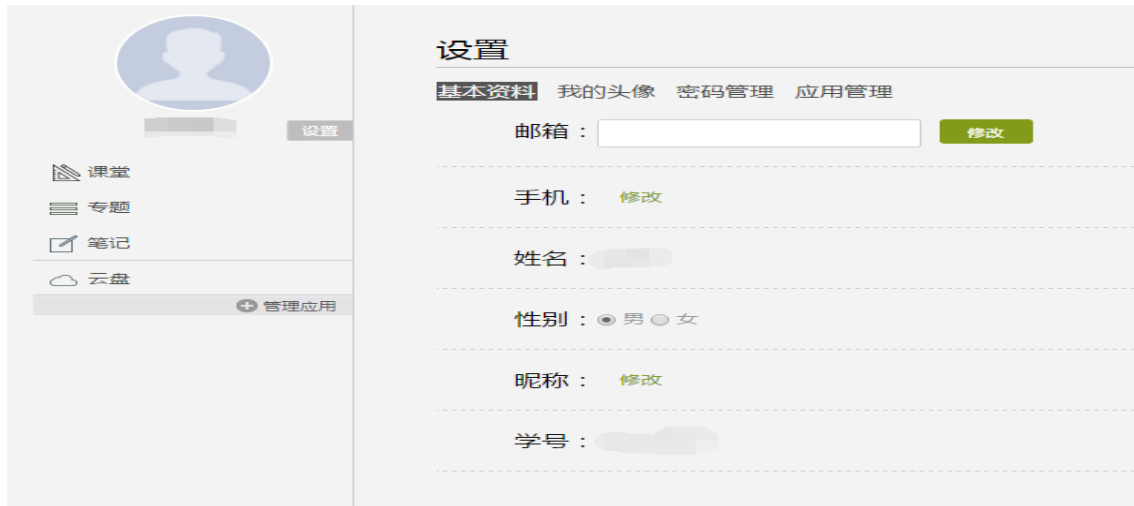 设置
课堂
专题
笔记
云盘
管理应用
设置
基本资料 我的头像 密码管理 应用管理
邮箱： 修改
手机： 修改
姓名：
性别： 男 女
昵称： 修改
学号：